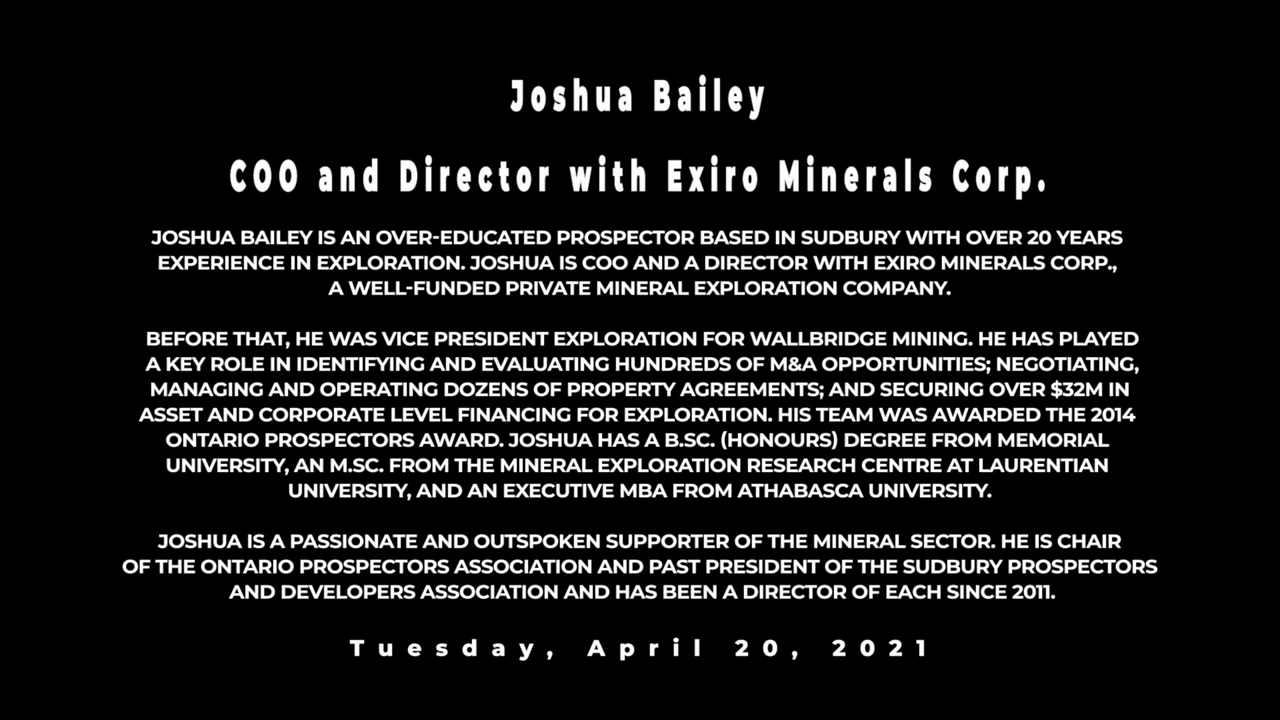 Joshua Bailey
COO and Director with Exiro Minerals Corp.
JOSHUA BAILEY IS AN OVER-EDUCATED PROSPECTOR BASED IN SUDBURY WITH OVER 20 YEARS
EXPERIENCE IN EXPLORATION. JOSHUA IS COO AND A DIRECTOR WITH EXIRO MINERALS CORP.,
A WELL-FUNDED PRIVATE MINERAL EXPLORATION COMPANY.
BEFORE THAT, HE WAS VICE PRESIDENT EXPLORATION FOR WALLBRIDGE MINING. HE HAS PLAYED
A KEY ROLE IN IDENTIFYING AND EVALUATING HUNDREDS OF M&A OPPORTUNITIES; NEGOTIATING,
MANAGING AND OPERATING DOZENS OF PROPERTY AGREEMENTS; AND SECURING OVER $32M IN
ASSET AND CORPORATE LEVEL FINANCING FOR EXPLORATION. HIS TEAM WAS AWARDED THE 2014
ONTARIO PROSPECTORS AWARD. JOSHUA HAS A B.SC. (HONOURS) DEGREE FROM MEMORIAL
UNIVERSITY, AN M.SC. FROM THE MINERAL EXPLORATION RESEARCH CENTRE AT LAURENTIAN
UNIVERSITY, AND AN EXECUTIVE MBA FROM ATHABASCA UNIVERSITY.
JOSHUA IS A PASSIONATE AND OUTSPOKEN SUPPORTER OF THE MINERAL SECTOR. HE IS CHAIR
OF THE ONTARIO PROSPECTORS ASSOCIATION AND PAST PRESIDENT OF THE SUDBURY PROSPECTORS
AND DEVELOPERS ASSOCIATION AND HAS BEEN A DIRECTOR OF EACH SINCE 2011.
Tuesday, April 20, 2021